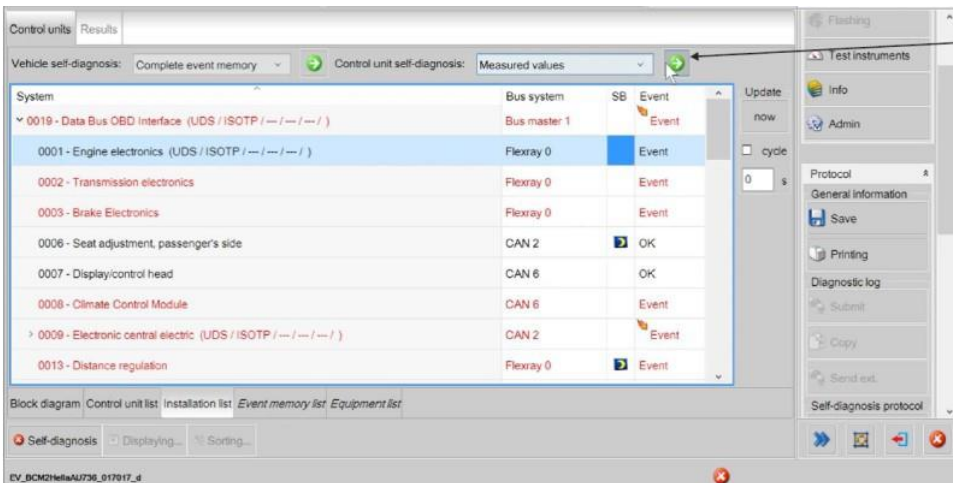 Control units Results
Vehicle self-diagnosis: Complete event memory Control unit self-diagnosis: Measured values
System Bus system SB Event
0019 - Data Bus OBD Interface (UDS / ISOTP / --- / --- / --- / ) Bus master 1 Event
0001 - Engine electronics (UDS / ISOTP / --- / --- / --- / ) Flexray 0 Event
0002 - Transmission electronics Flexray 0 Event
0003 - Brake Electronics Flexray 0 Event
0006 - Seat adjustment, passenger's side CAN 2 OK
0007 - Display/control head CAN 6 OK
0008 - Climate Control Module CAN 6 Event
0009 - Electronic central electric (UDS / ISOTP / --- / --- / --- / ) CAN 2 Event
0013 - Distance regulation Flexray 0 Event
Block diagram Control unit list Installation list Event memory list Equipment list
Self-diagnosis Displaying... Sorting...
EV_BCM2HellaAU736_017017_d
Update
now
cycle
0 s
Flashing
Test instruments
Info
Admin
Protocol
General information
Save
Printing
Diagnostic log
Submit
Copy
Send ext.
Self-diagnosis protocol